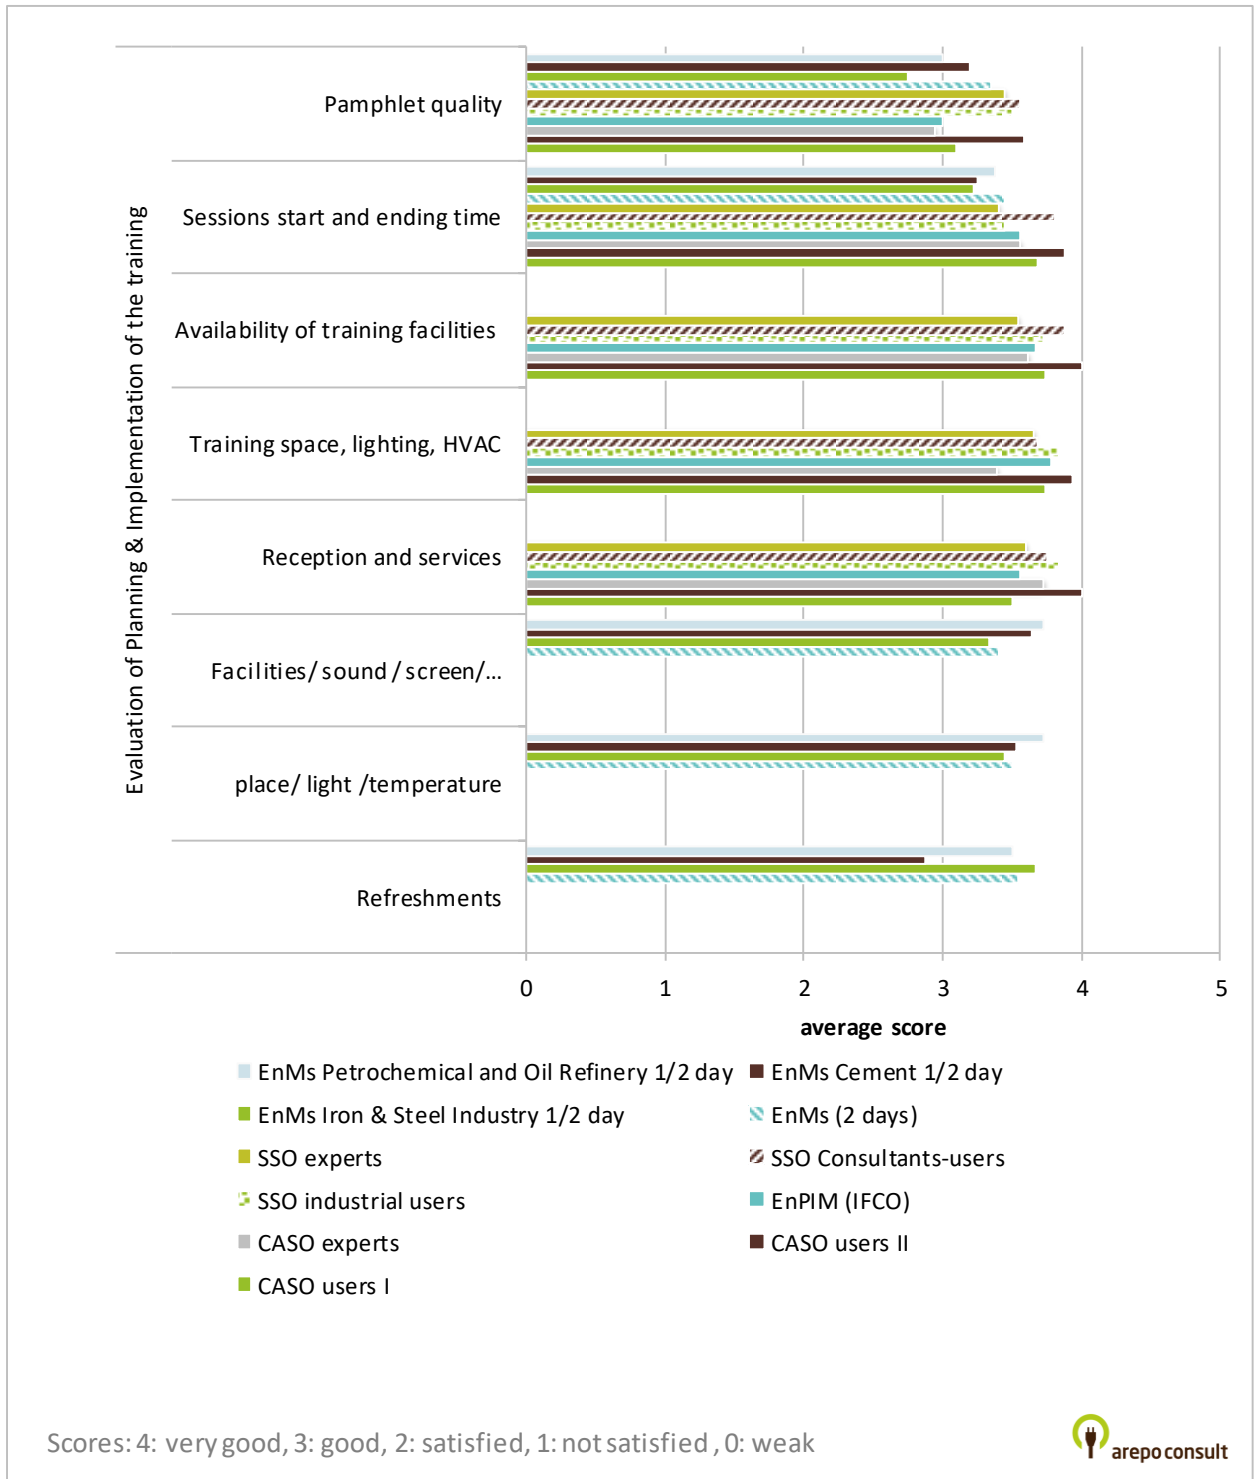 Evaluation of Planning & Implementation of the training
Pamphlet quality
Sessions start and ending time
Availability of training facilities
Training space, lighting, HVAC
Reception and services
Facilities/ sound / screen/...
place/ light /temperature
Refreshments
0 1 2 3 4 5
average score
EnMs Petrochemical and Oil Refinery 1/2 day EnMs Cement 1/2 day
EnMs Iron & Steel Industry 1/2 day EnMs (2 days)
SSO experts SSO Consultants-users
SSO industrial users EnPIM (IFCO)
CASO experts CASO users II
CASO users I
Scores: 4: very good, 3: good, 2: satisfied, 1: not satisfied , 0: weak
arepo consult